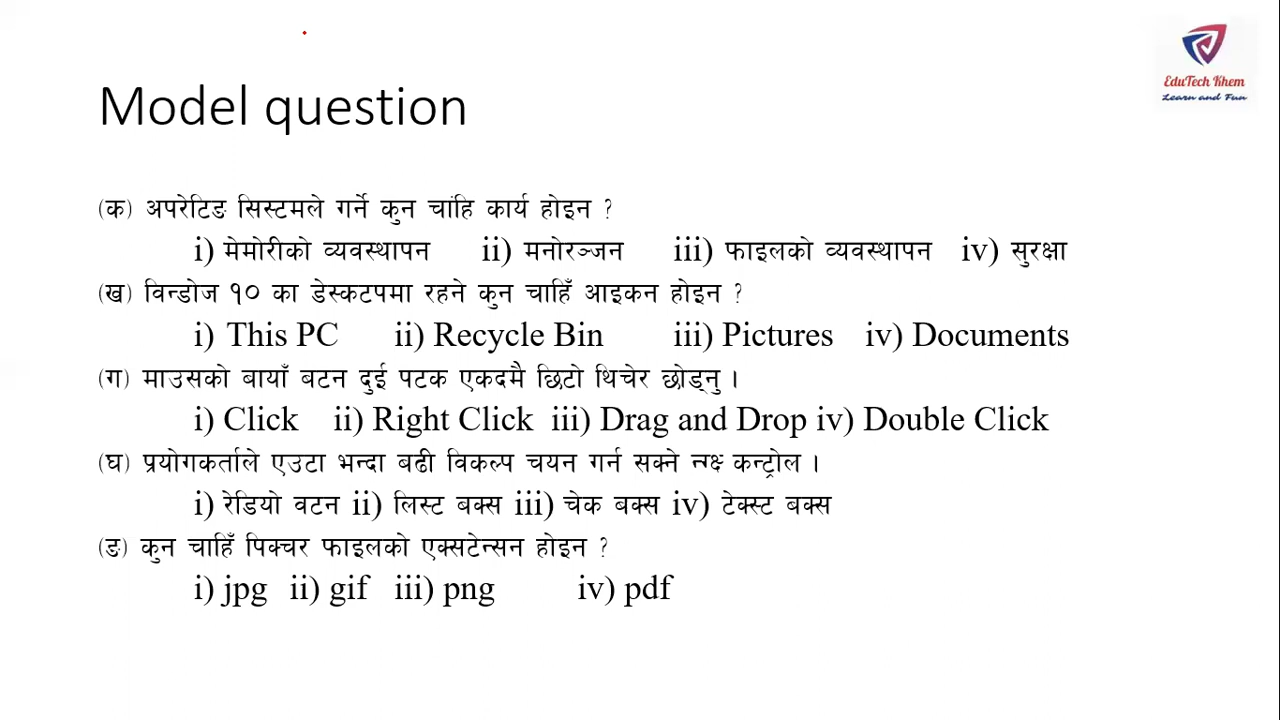 EduTech Khem
Learn and Fun
Model question
(क) अपरेटिङ सिस्टमले गर्ने कुन चांहि कार्य होइन ?
i) मेमोरीको व्यवस्थापन ii) मनोरञ्जन iii) फाइलको व्यवस्थापन iv) सुरक्षा
(ख) विन्डोज १० का डेस्कटपमा रहने कुन चाहिँ आइकन होइन ?
i) This PC ii) Recycle Bin iii) Pictures iv) Documents
(ग) माउसको बायाँ बटन दुई पटक एकदमै छिटो थिचेर छोड्नु ।
i) Click ii) Right Click iii) Drag and Drop iv) Double Click
(घ) प्रयोगकर्ताले एउटा भन्दा बढी विकल्प चयन गर्न सक्ने न्ग्क्ष् कन्ट्रोल ।
i) रेडियो वटन ii) लिस्ट बक्स iii) चेक बक्स iv) टेक्स्ट बक्स
(ङ) कुन चाहिँ पिक्चर फाइलको एक्सटेन्सन होइन ?
i) jpg ii) gif iii) png iv) pdf